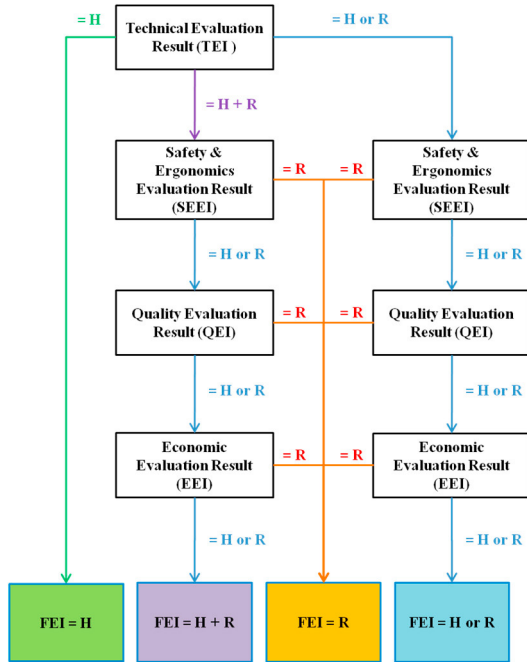 = H
Technical Evaluation
Result (TEI )
= H or R
= H + R
Safety &
Ergonomics
Evaluation Result
(SEEI)
= R
= R
Safety &
Ergonomics
Evaluation Result
(SEEI)
= H or R
= H or R
Quality Evaluation
Result (QEI)
= R
= R
Quality Evaluation
Result (QEI)
= H or R
= H or R
Economic
Evaluation Result
(EEI)
= R
= R
Economic
Evaluation Result
(EEI)
= H or R
= H or R
FEI = H
FEI = H + R
FEI = R
FEI = H or R